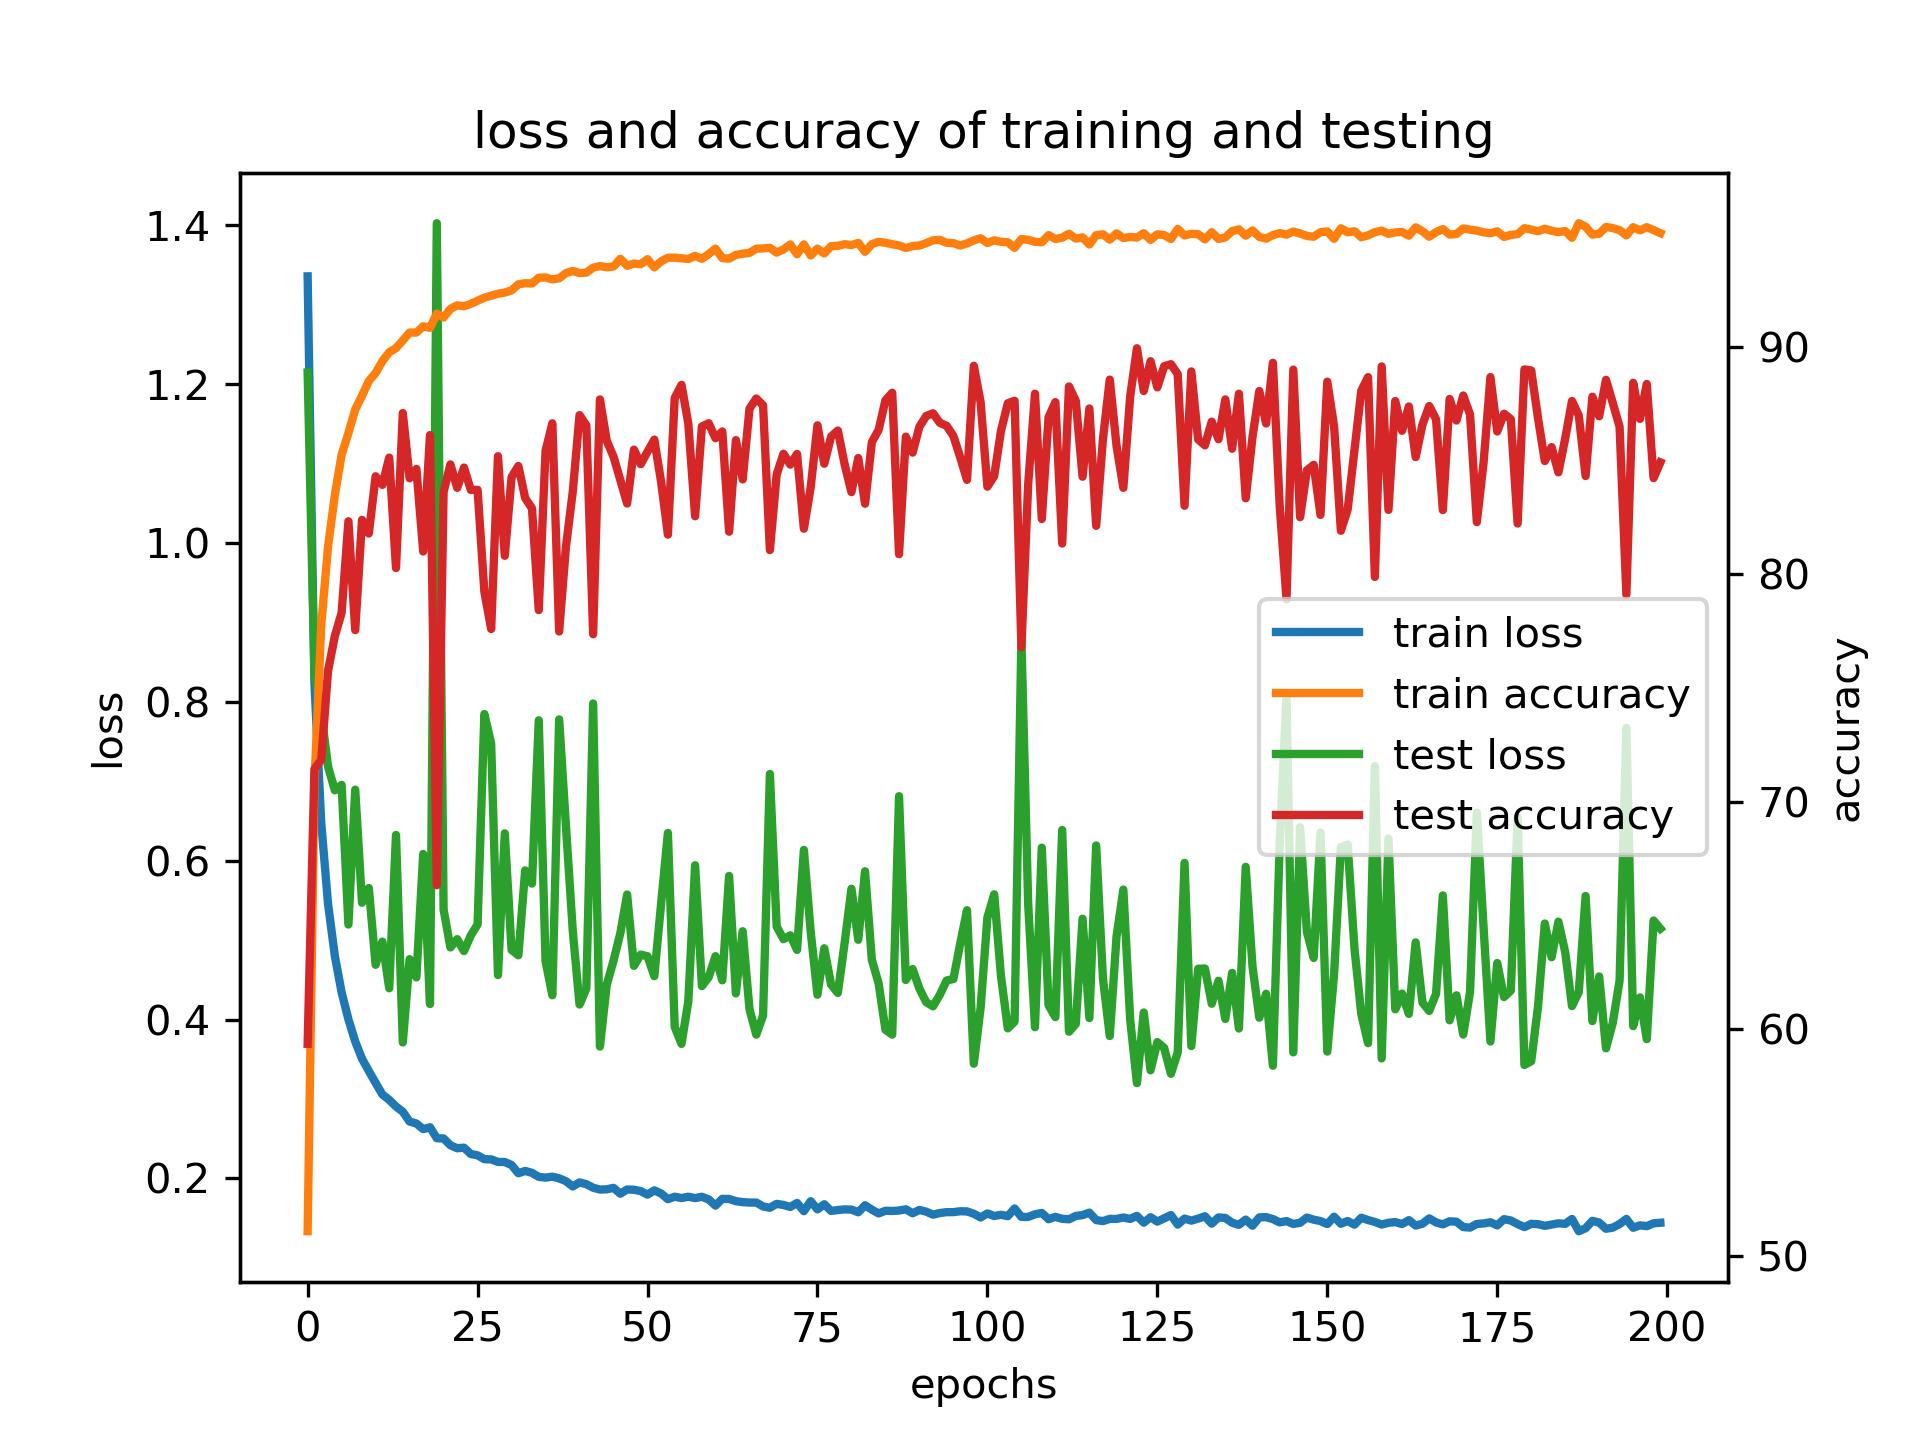 loss and accuracy of training and testing
1.4
1.2
1.0
0.8
0.6
0.4
0.2
loss
90
80
70
60
50
accuracy
train loss
train accuracy
test loss
test accuracy
0 25 50 75 100 125 150 175 200
epochs